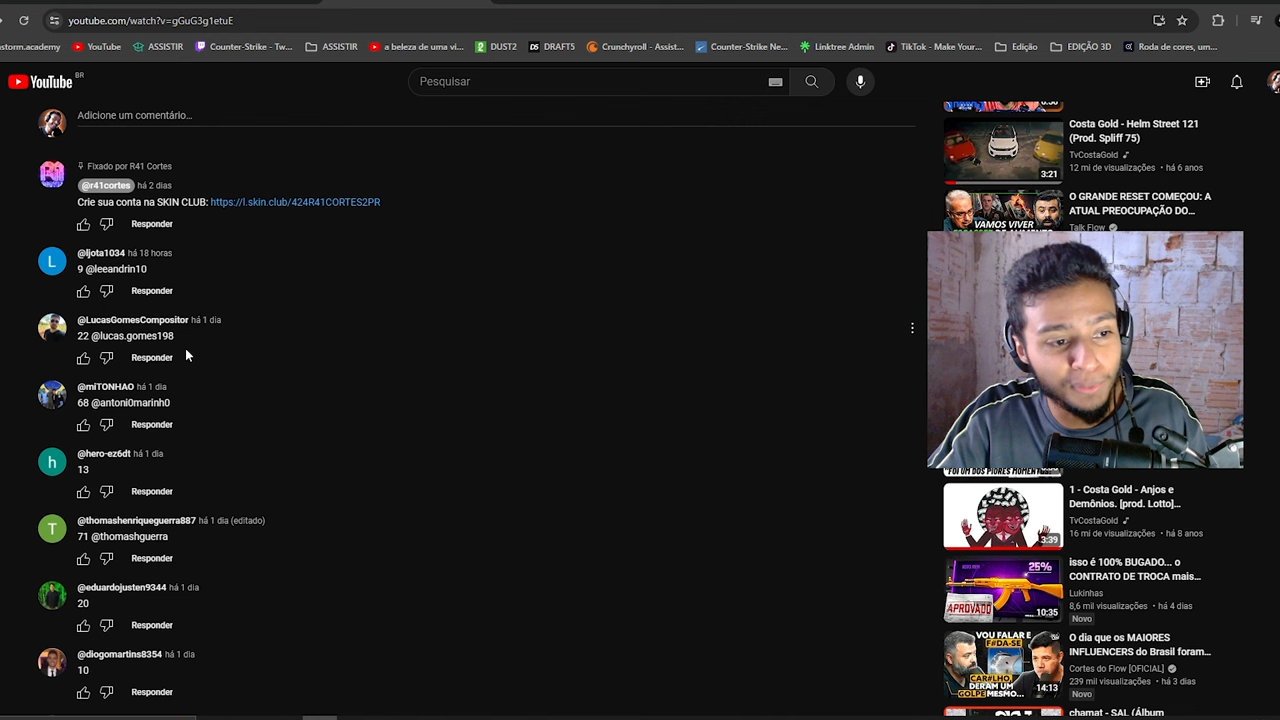 youtube.com/watch?v=gGuG3g1etuE
astorm.academy
YouTube
ASSISTIR
Counter-Strike - Tw...
ASSISTIR
a beleza de uma vi...
DUST2
DRAFT5
Crunchyroll - Assist...
Counter-Strike Ne...
Linktree Admin
TikTok - Make Your...
Edição
EDIÇÃO 3D
Roda de cores, um...
YouTube BR
Pesquisar
Adicione um comentário...
Fixado por R41 Cortes
@r41cortes há 2 dias
Crie sua conta na SKIN CLUB: https://l.skin.club/424R41CORTES2PR
Responder
@ljota1034 há 18 horas
9 @leeandrin10
Responder
@LucasGomesCompositor há 1 dia
22 @lucas.gomes198
Responder
@miTONHAO há 1 dia
68 @antoni0marinh0
Responder
@hero-ez6dt há 1 dia
13
Responder
@thomashenriqueguerra887 há 1 dia (editado)
71 @thomashguerra
Responder
@eduardojusten9344 há 1 dia
20
Responder
@diogomartins8354 há 1 dia
10
Responder
Costa Gold - Helm Street 121
(Prod. Spliff 75)
TvCostaGold
12 mi de visualizações • há 6 anos
3:21
O GRANDE RESET COMEÇOU: A
ATUAL PREOCUPAÇÃO DO...
Talk Flow
VAMOS VIVER
1 - Costa Gold - Anjos e
Demônios. [prod. Lotto]...
TvCostaGold
16 mi de visualizações • há 8 anos
3:39
isso é 100% BUGADO... o
CONTRATO DE TROCA mais...
Lukinhas
8,6 mil visualizações • há 4 dias
Novo
25%
APROVADO
10:35
O dia que os MAIORES
INFLUENCERS do Brasil foram...
Cortes do Flow [OFICIAL]
239 mil visualizações • há 3 dias
Novo
VOU FALAR E
F#DA-SE
CAR#LHO,
DERAM UM
GOLPE MESMO...
14:13
chamat - SAL (Álbum